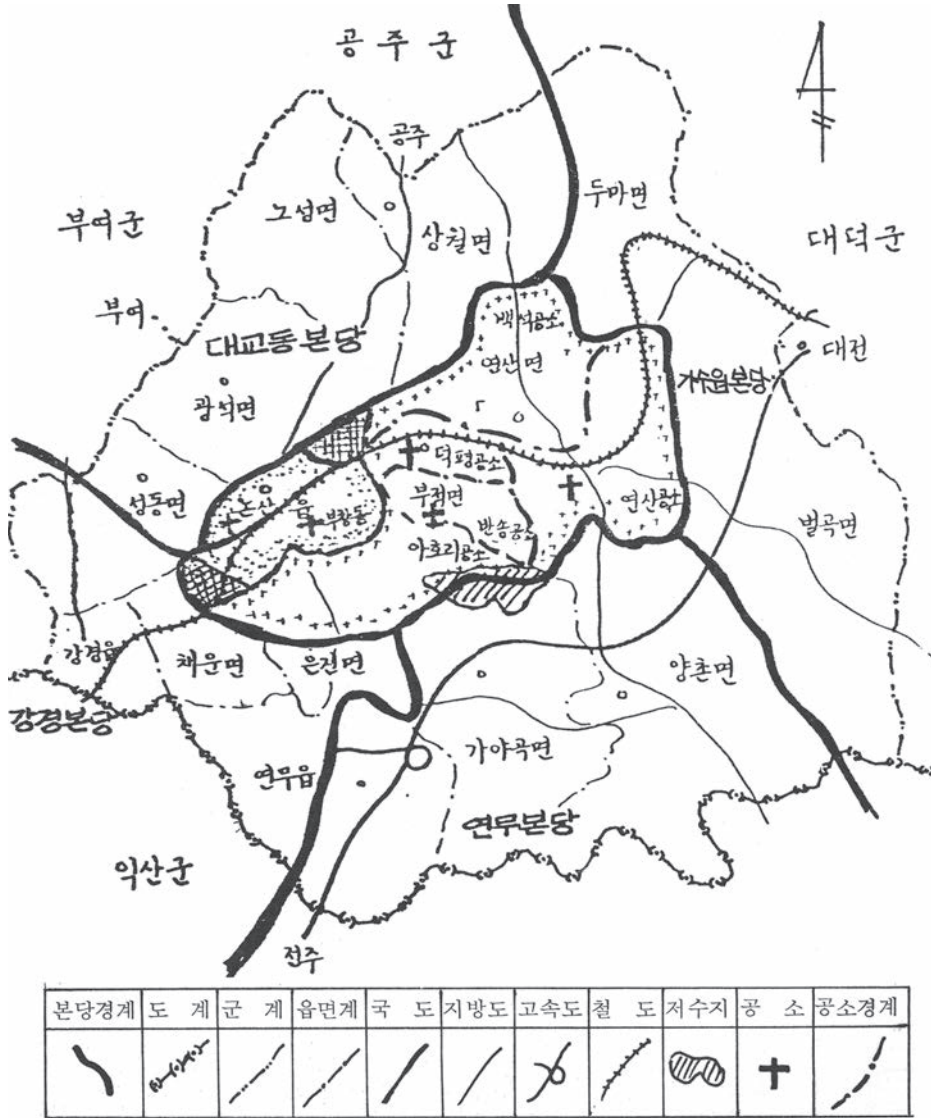 공주군
공주
두마면
노성면
부여군
상월면
대덕군
부여
백석공소
대교동본당
연산면
대전
광석면
덕평공소
성동면
논산읍
부창동
부적면
연산공소
반송공소
벌곡면
아호리공소
강경읍
채운면
은진면
양촌면
강경본당
가야곡면
연무읍
연무본당
익산군
전주
본당경계 도 계 군 계 읍면계 국 도 지방도 고속도 철 도 저수지 공 소 공소경계